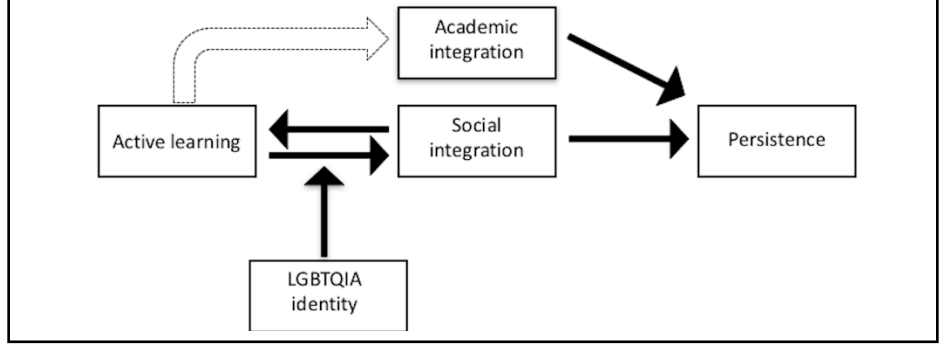 Academic
integration
Active learning
Social
integration
Persistence
LGBTQIA
identity